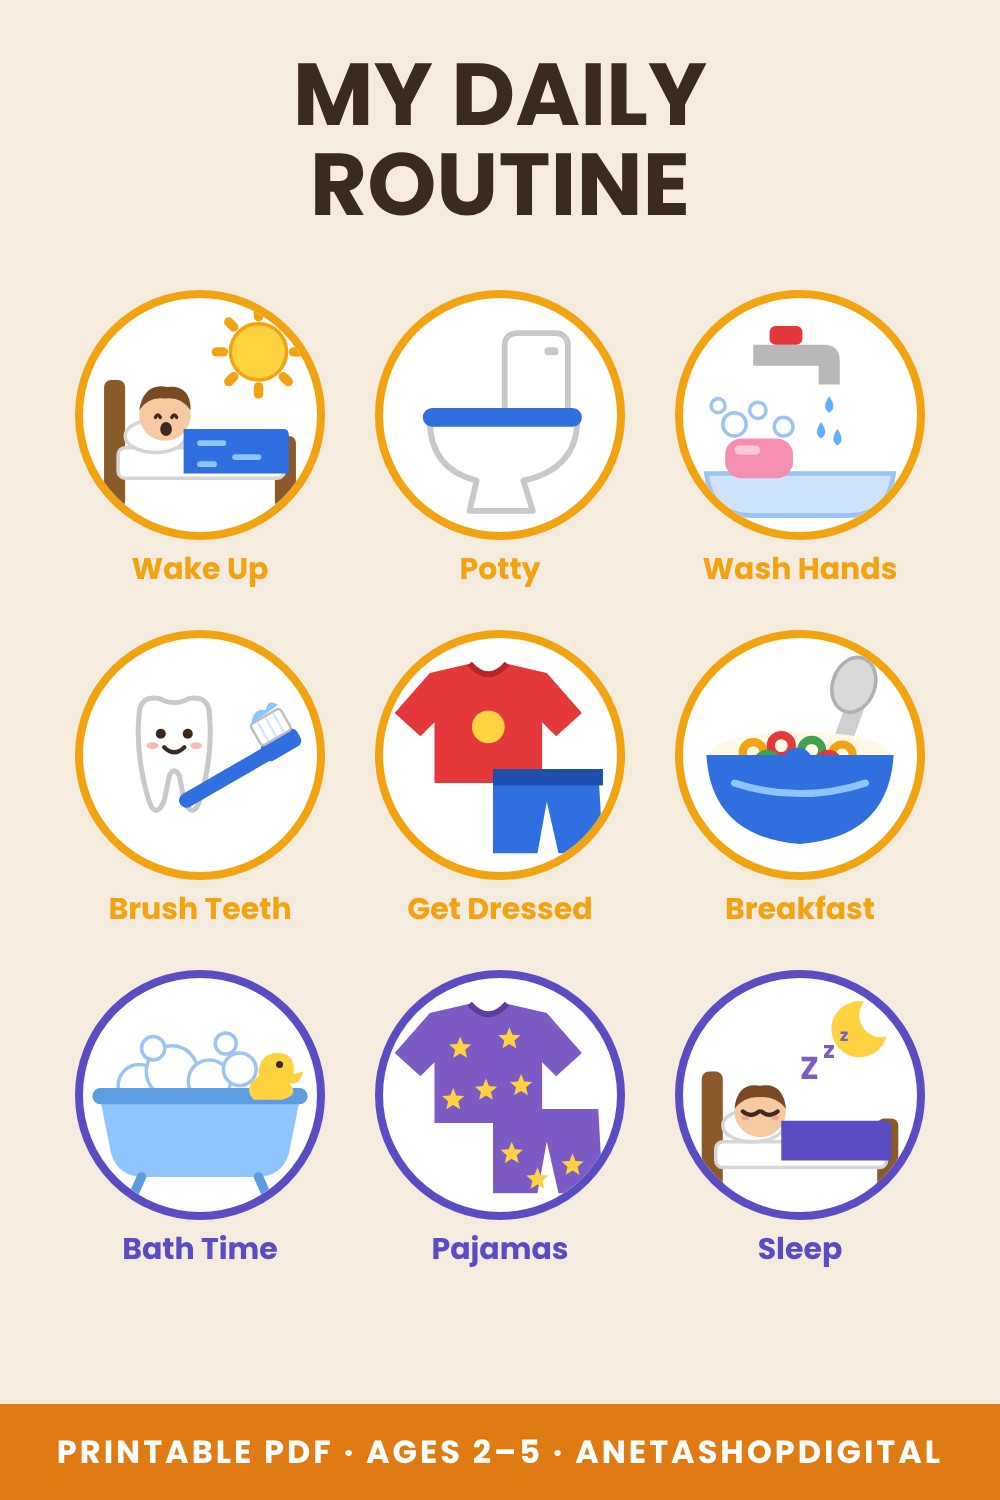 MY DAILY
ROUTINE
Wake Up
Potty
Wash Hands
Brush Teeth
Get Dressed
Breakfast
z
z
z
Bath Time
Pajamas
Sleep
PRINTABLE PDF · AGES 2–5 · ANETASHOPDIGITAL